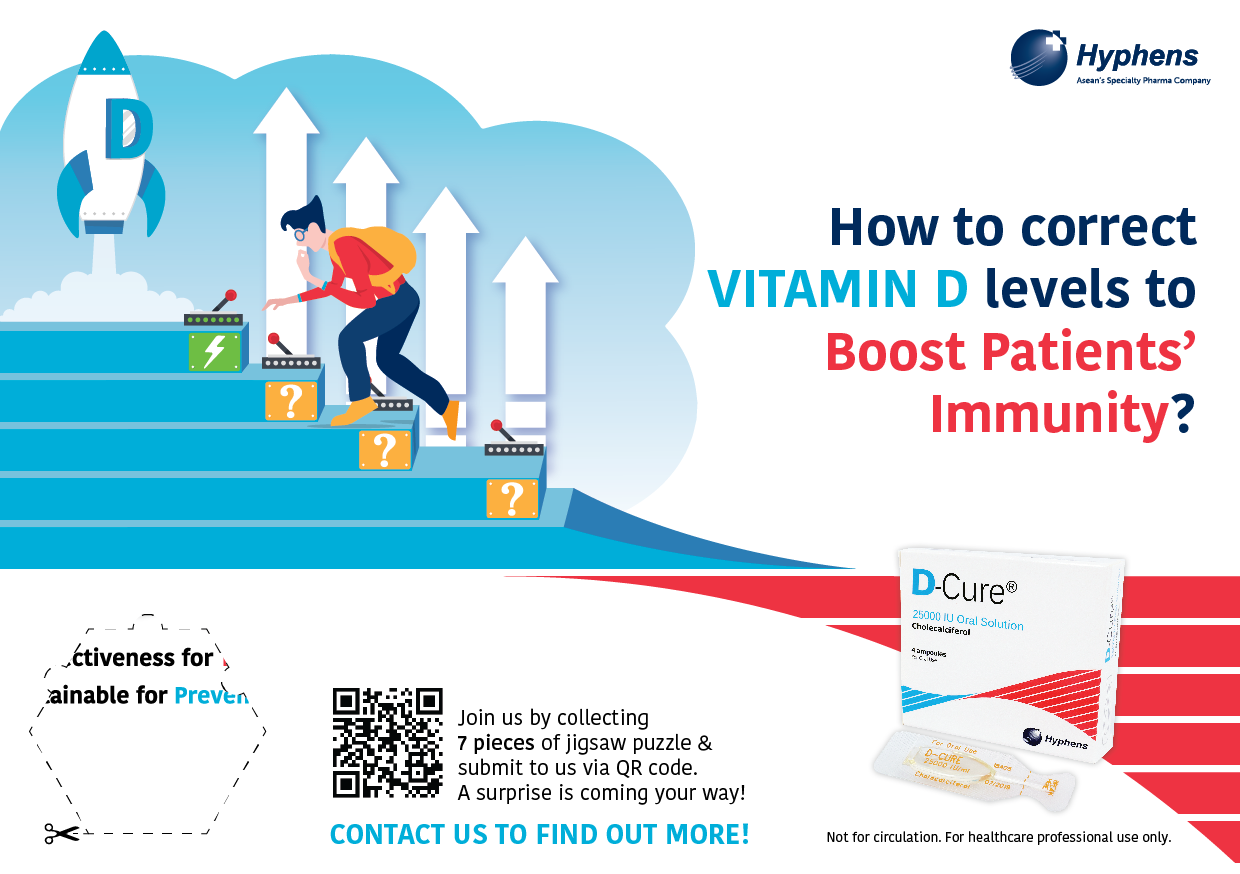 Hyphens
Asean's Specialty Pharma Company
D
How to correct
VITAMIN D levels to
Boost Patients'
Immunity?
?
?
?
D-Cure®
25000 IU Oral Solution
Cholecalciferol
4 ampoules
Hyphens
For Oral Use
D-CURE
Cholecalciferol
ctiveness for
ainable for Preven
Join us by collecting
7 pieces of jigsaw puzzle &
submit to us via QR code.
A surprise is coming your way!
CONTACT US TO FIND OUT MORE!
Not for circulation. For healthcare professional use only.